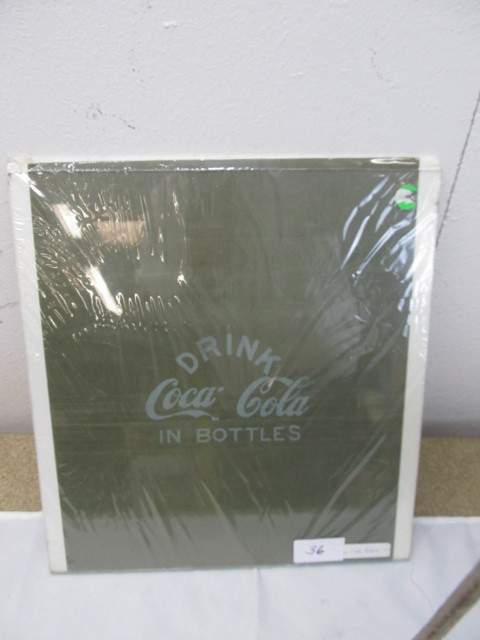 DRINK
Coca-Cola
IN BOTTLES
36